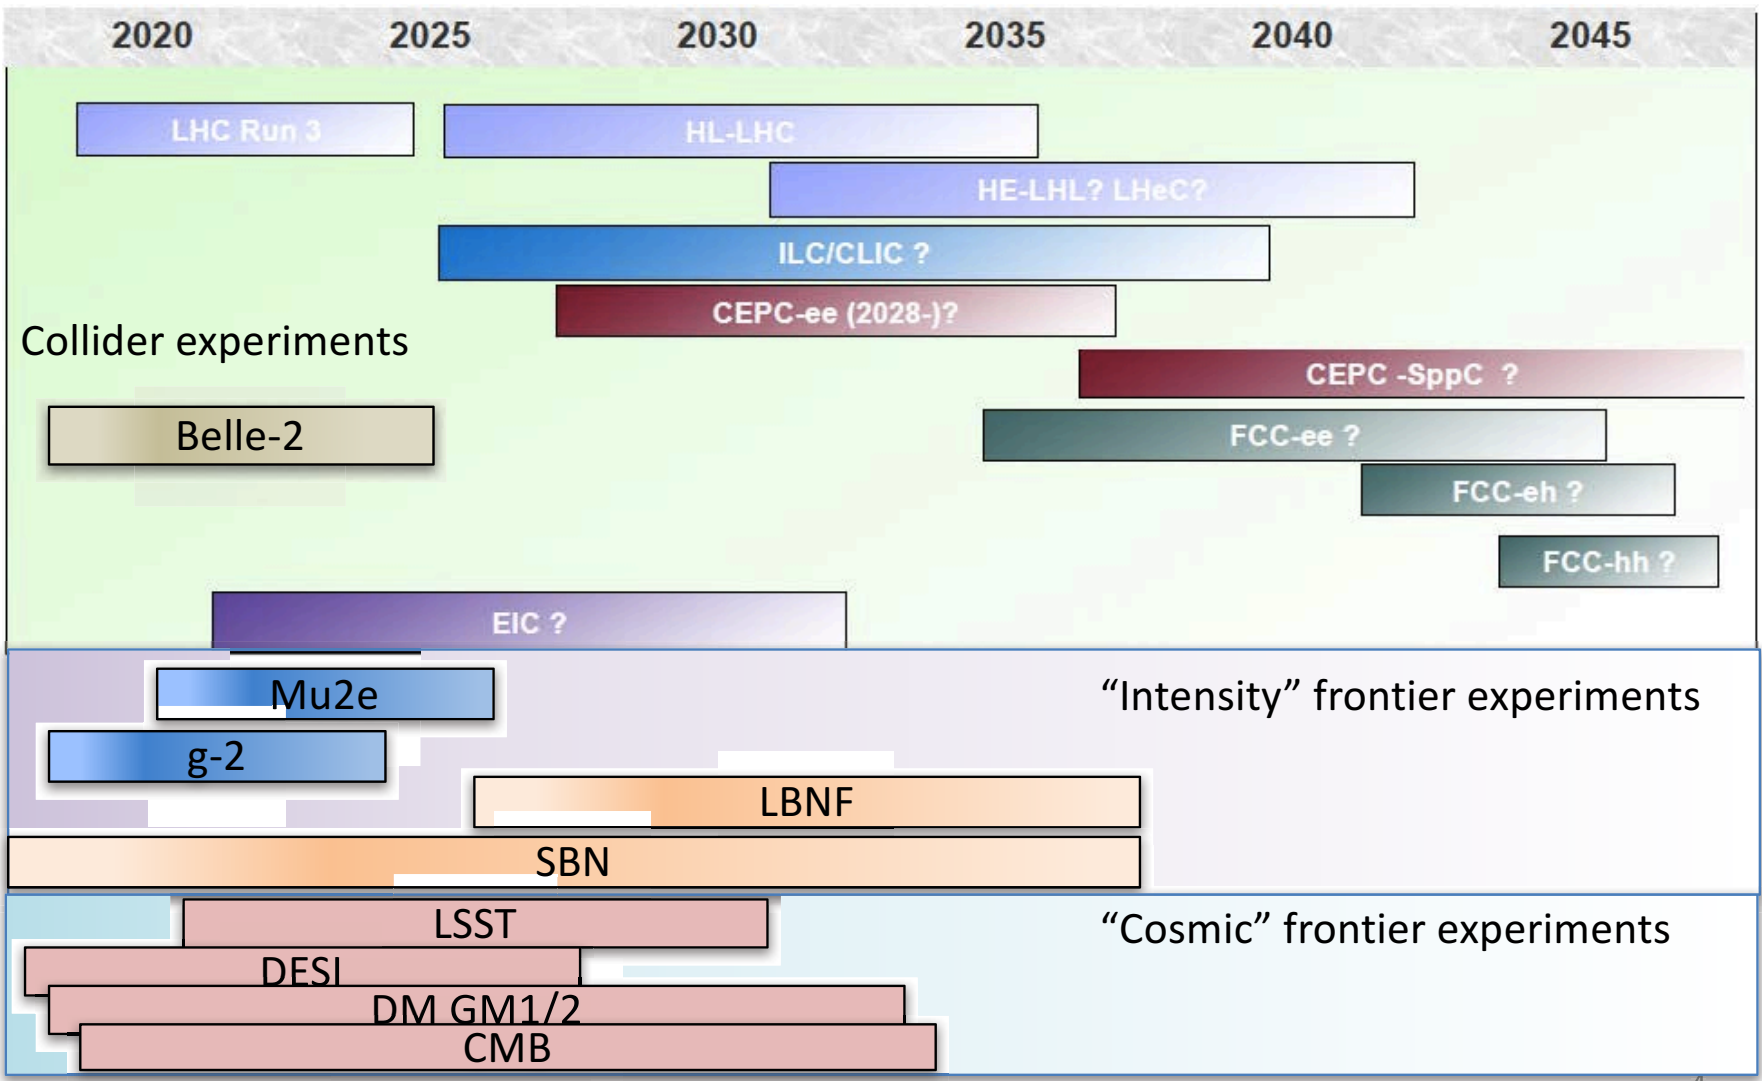 2020 2025 2030 2035 2040 2045
LHC Run 3
HL-LHC
HE-LHL? LHeC?
ILC/CLIC ?
CEPC-ee (2028-)?
Collider experiments
CEPC -SppC ?
Belle-2
FCC-ee ?
FCC-eh ?
FCC-hh ?
EIC ?
Mu2e
“Intensity” frontier experiments
g-2
LBNF
SBN
LSST
“Cosmic” frontier experiments
DESI
DM GM1/2
CMB